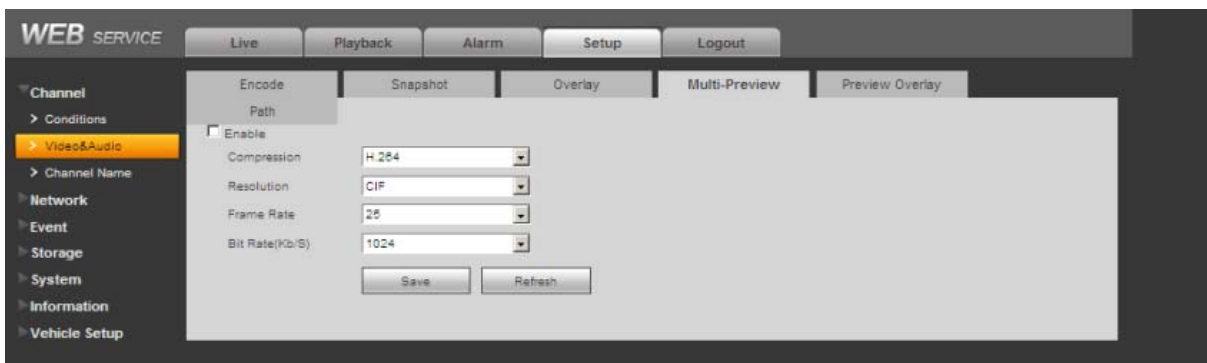 WEB SERVICE
Live Playback Alarm Setup Logout
Channel
> Conditions
> Video&Audio
> Channel Name
Network
Event
Storage
System
Information
Vehicle Setup
Encode Snapshot Overlay Multi-Preview Preview Overlay
Path
Enable
Compression H.264
Resolution CIF
Frame Rate 25
Bit Rate(Kb/S) 1024
Save Refresh